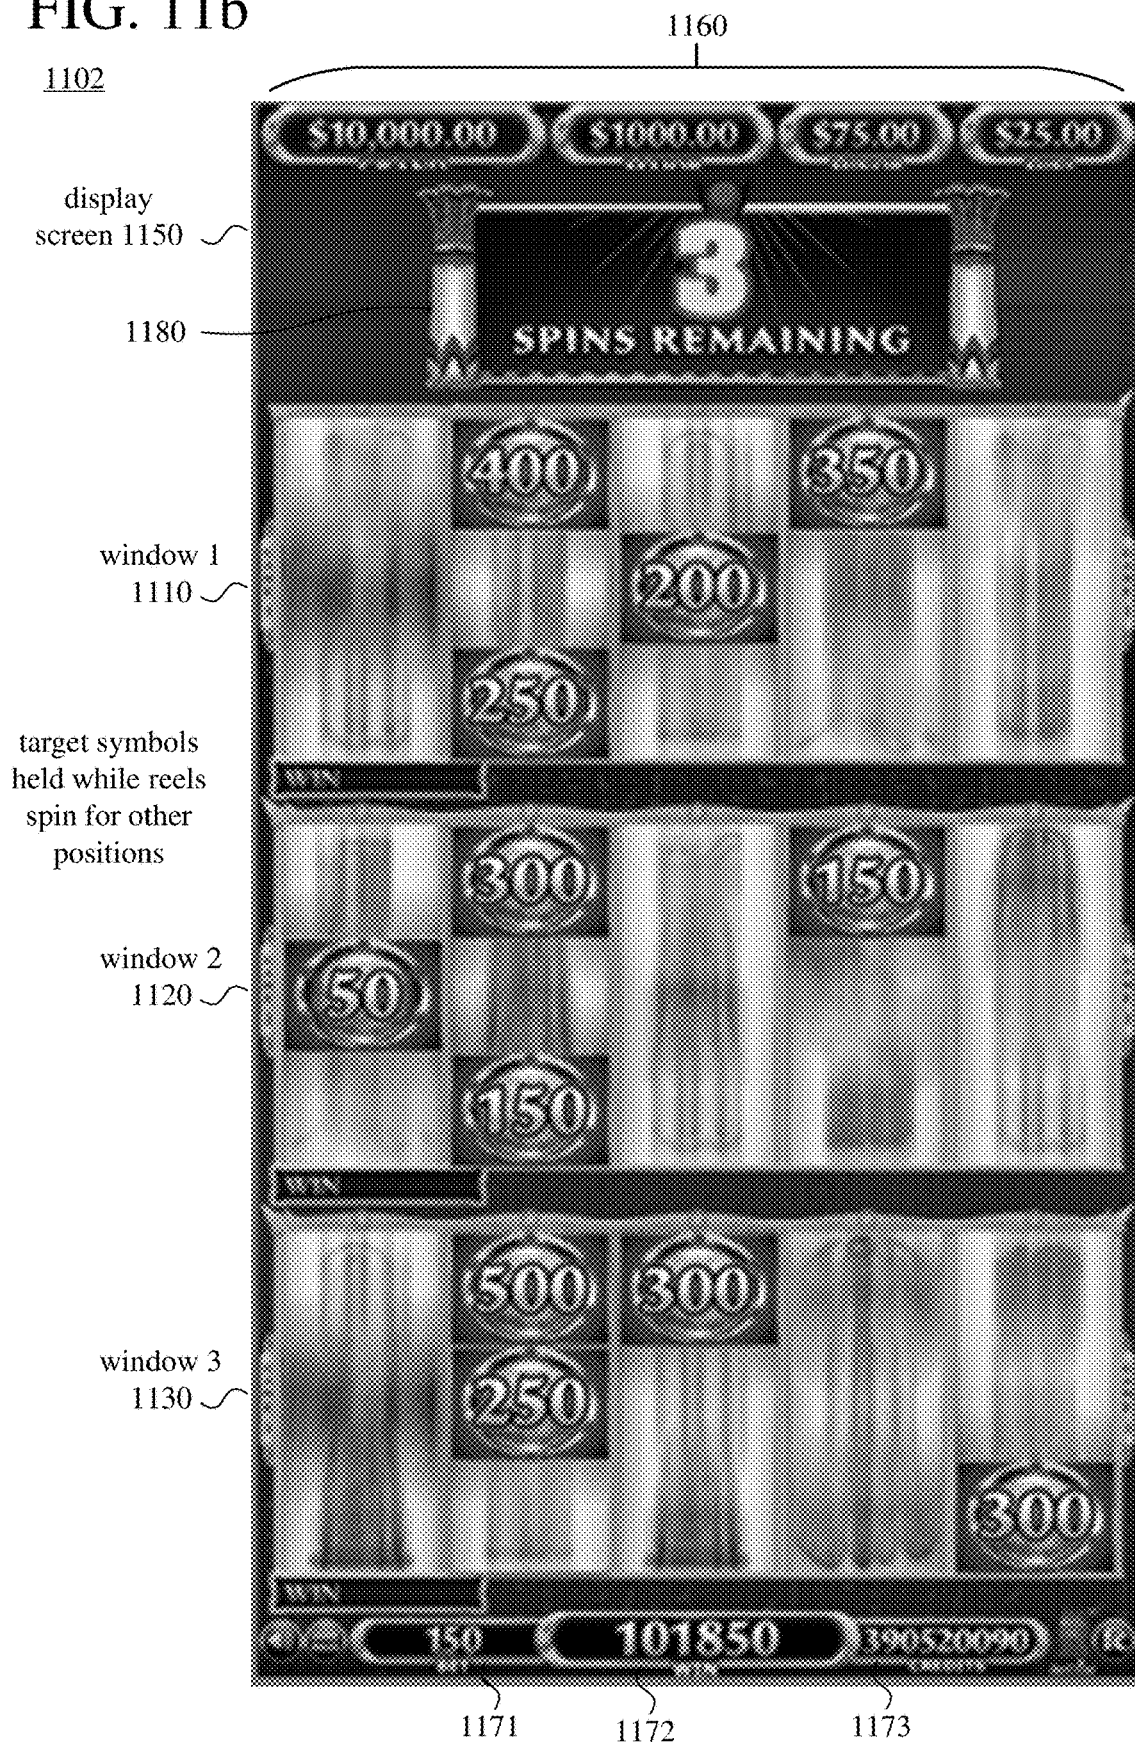 FIG. 11b
1160
1102
$10,000.00 $1000.00 $75.00 $25.00
display
screen 1150
3
SPINS REMAINING
1180
400 350
window 1
1110
200
250
target symbols
held while reels
spin for other
positions
WIN
300 150
window 2
1120
50
150
WIN
500 300
window 3
1130
250
300
WIN
150 101850 390520090
BET WIN CREDITS
1171 1172 1173